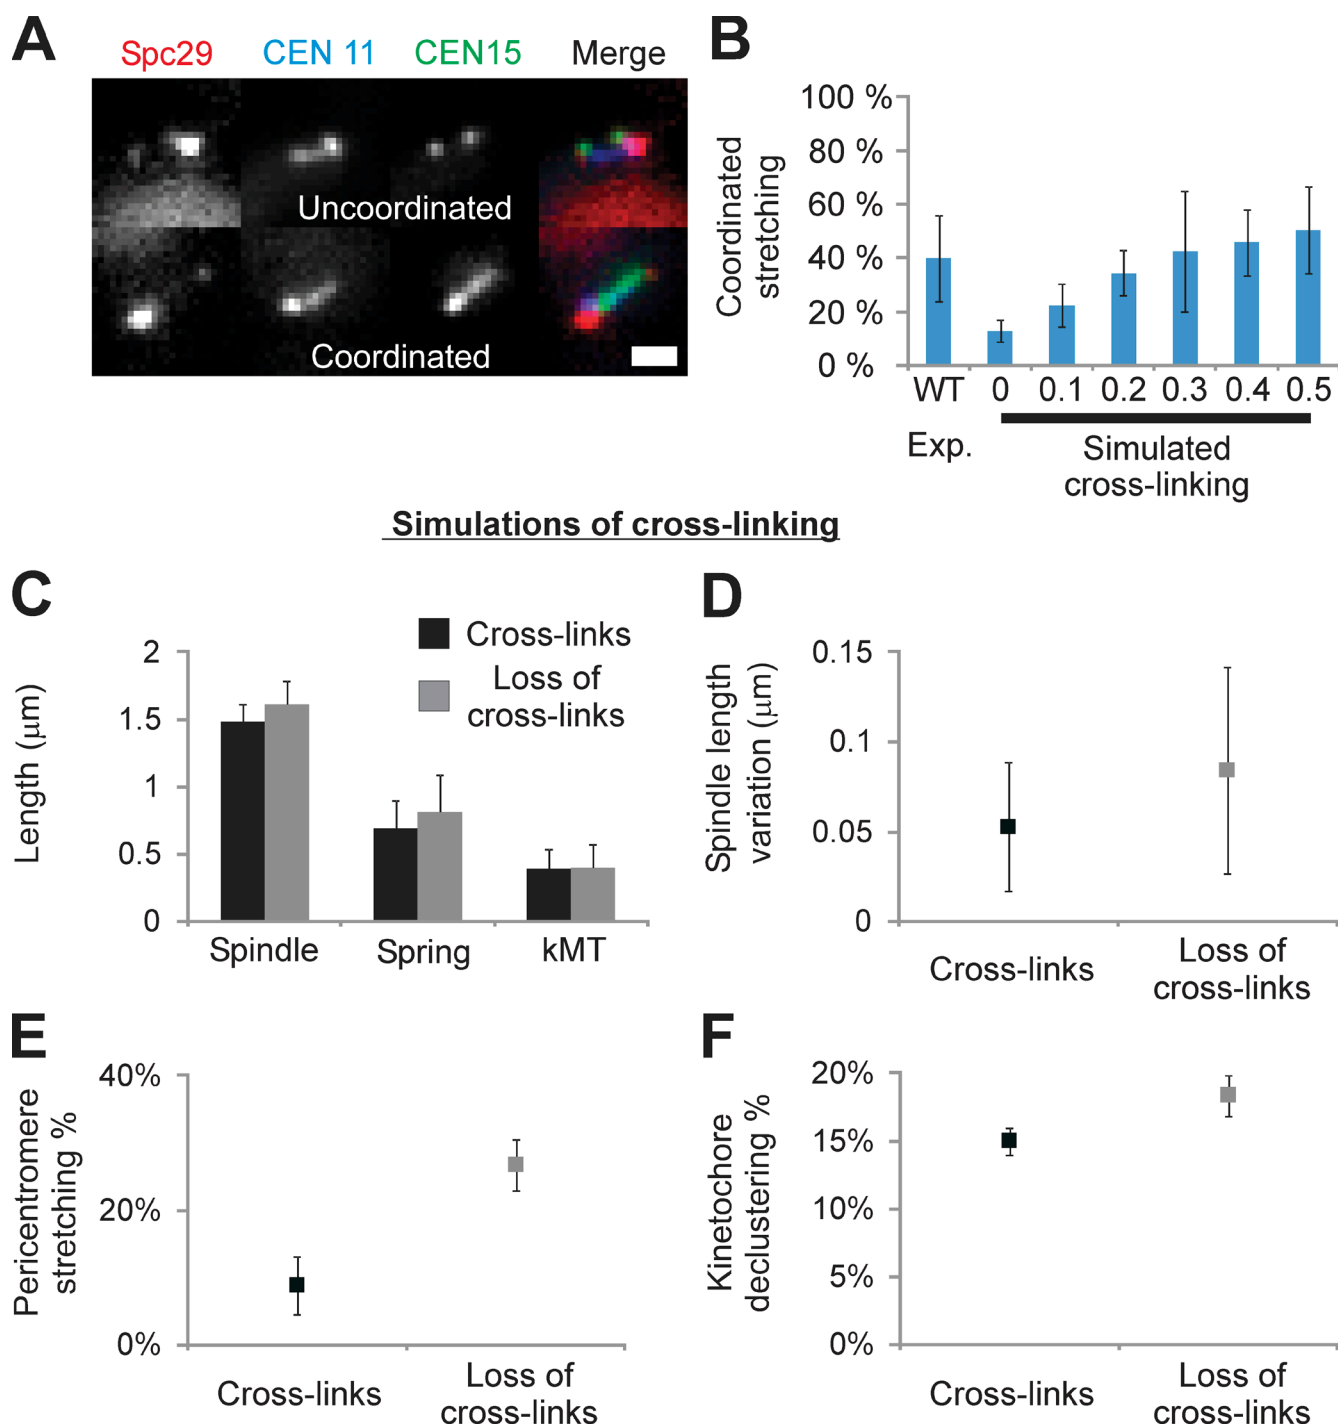 A
Spc29 CEN 11 CEN15 Merge
Uncoordinated
Coordinated
B
Coordinated
stretching
100 %
80 %
60 %
40 %
20 %
0 %
WT 0 0.1 0.2 0.3 0.4 0.5
Exp.
Simulated
cross-linking
Simulations of cross-linking
C
Length (μm)
2
1.5
1
0.5
0
Cross-links
Loss of
cross-links
Spindle Spring kMT
D
Spindle length
variation (μm)
0.15
0.1
0.05
0
Cross-links
Loss of
cross-links
E
Pericentromere
stretching %
40%
20%
0%
Cross-links
Loss of
cross-links
F
Kinetochore
declustering %
20%
15%
10%
5%
0%
Cross-links
Loss of
cross-links